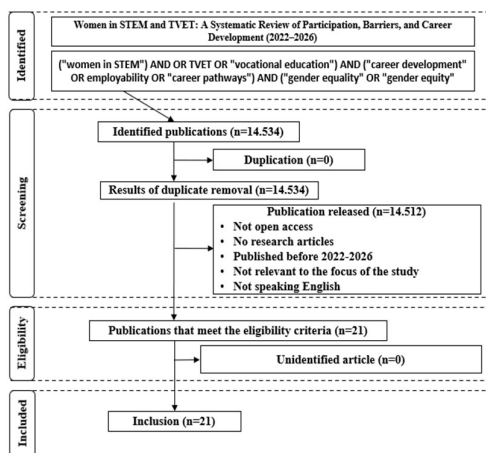 Identified
Women in STEM and TVET: A Systematic Review of Participation, Barriers, and Career
Development (2022–2026)
("women in STEM") AND OR TVET OR "vocational education") AND ("career development"
OR employability OR "career pathways") AND ("gender equality" OR "gender equity"
Screening
Identified publications (n=14.534)
Duplication (n=0)
Results of duplicate removal (n=14.534)
Publication released (n=14.512)
• Not open access
• No research articles
• Published before 2022-2026
• Not relevant to the focus of the study
• Not speaking English
Eligibility
Publications that meet the eligibility criteria (n=21)
Unidentified article (n=0)
Included
Inclusion (n=21)